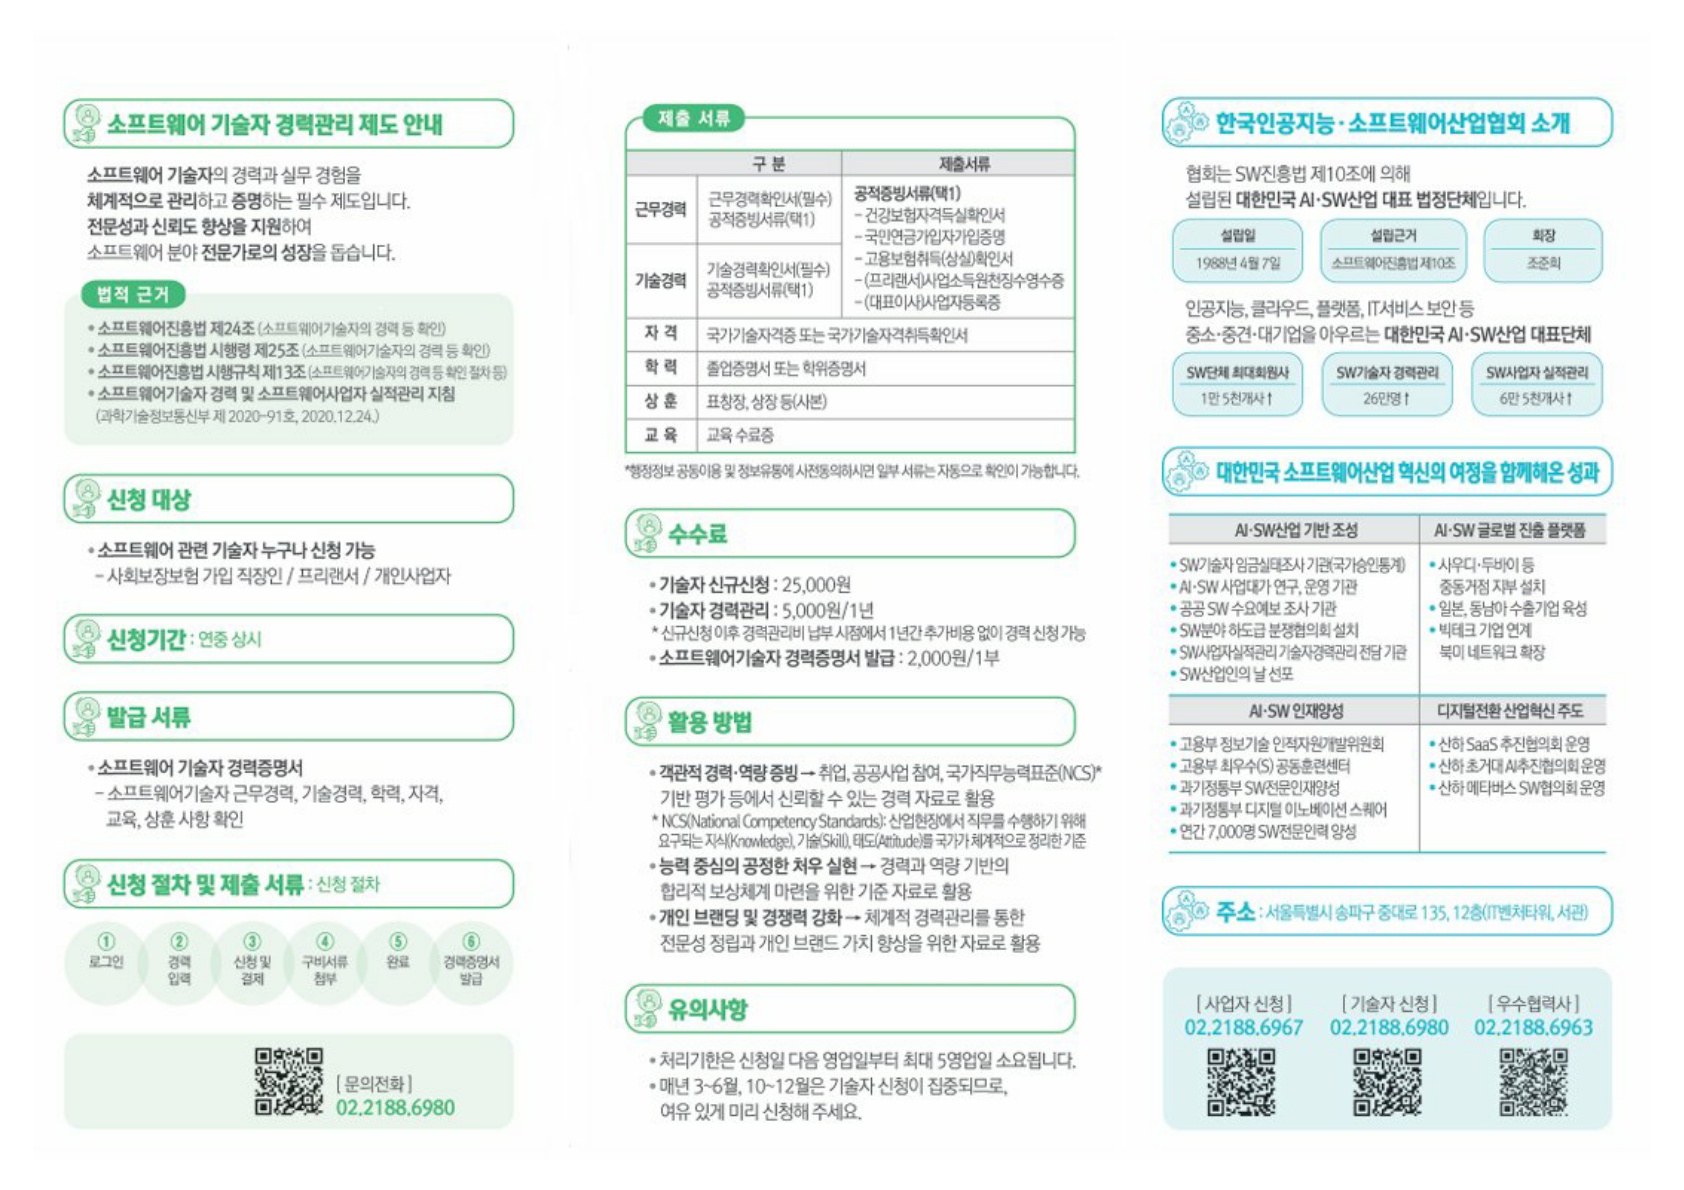 소프트웨어 기술자 경력관리 제도 안내
소프트웨어 기술자의 경력과 실무 경험을
체계적으로 관리하고 증명하는 필수 제도입니다.
전문성과 신뢰도 향상을 지원하여
소프트웨어 분야 전문가로의 성장을 돕습니다.
법적 근거
• 소프트웨어진흥법 제24조 (소프트웨어기술자의 경력 등 확인)
• 소프트웨어진흥법 시행령 제25조 (소프트웨어기술자의 경력 등 확인)
• 소프트웨어진흥법 시행규칙 제13조 (소프트웨어기술자의 경력 등 확인 절차 등)
• 소프트웨어기술자 경력 및 소프트웨어사업자 실적관리 지침
(과학기술정보통신부 제 2020-91호, 2020.12.24.)
신청 대상
• 소프트웨어 관련 기술자 누구나 신청 가능
- 사회보장보험 가입 직장인 / 프리랜서 / 개인사업자
신청기간 : 연중 상시
발급 서류
• 소프트웨어 기술자 경력증명서
- 소프트웨어기술자 근무경력, 기술경력, 학력, 자격,
교육, 상훈 사항 확인
신청 절차 및 제출 서류 : 신청 절차
① 로그인
② 경력 입력
③ 신청 및 결제
④ 구비서류 첨부
⑤ 완료
⑥ 경력증명서 발급
[ 문의전화 ]
02.2188.6980
제출 서류
구 분 제출서류
근무경력 근무경력확인서(필수) 공적증빙서류(택1)
기술경력 기술경력확인서(필수) 공적증빙서류(택1)
공적증빙서류(택1)
- 건강보험자격득실확인서
- 국만연금가입자가입증명
- 고용보험취득(상실)확인서
- (프리랜서)사업소득원천징수영수증
- (대표이사)사업자등록증
자 격 국가기술자격증 또는 국가기술자격취득확인서
학 력 졸업증명서 또는 학위증명서
상 훈 표창장, 상장 등(사본)
교 육 교육 수료증
*행정정보 공동이용 및 정보유통에 사전동의하시면 일부 서류는 자동으로 확인이 가능합니다.
수수료
• 기술자 신규신청 : 25,000원
• 기술자 경력관리 : 5,000원/1년
* 신규신청 이후 경력관리비 납부 시점에서 1년간 추가비용 없이 경력 신청 가능
• 소프트웨어기술자 경력증명서 발급 : 2,000원/1부
활용 방법
• 객관적 경력·역량 증빙 → 취업, 공공사업 참여, 국가직무능력표준(NCS)*
기반 평가 등에서 신뢰할 수 있는 경력 자료로 활용
* NCS(National Competency Standards): 산업현장에서 직무를 수행하기 위해
요구되는 지식(Knowledge), 기술(Skill), 태도(Attitude)를 국가가 체계적으로 정리한 기준
• 능력 중심의 공정한 처우 실현 → 경력과 역량 기반의
합리적 보상체계 마련을 위한 기준 자료로 활용
• 개인 브랜딩 및 경쟁력 강화 → 체계적 경력관리를 통한
전문성 정립과 개인 브랜드 가치 향상을 위한 자료로 활용
유의사항
• 처리기한은 신청일 다음 영업일부터 최대 5영업일 소요됩니다.
• 매년 3~6월, 10~12월은 기술자 신청이 집중되므로,
여유 있게 미리 신청해 주세요.
한국인공지능·소프트웨어산업협회 소개
협회는 SW진흥법 제10조에 의해
설립된 대한민국 AI·SW산업 대표 법정단체입니다.
설립일 설립근거 회장
1988년 4월 7일 소프트웨어진흥법 제10조 조준희
인공지능, 클라우드, 플랫폼, IT서비스 보안 등
중소·중견·대기업을 아우르는 대한민국 AI·SW산업 대표단체
SW단체 최대회원사 SW기술자 경력관리 SW사업자 실적관리
1만 5천개사↑ 26만명↑ 6만 5천개사↑
대한민국 소프트웨어산업 혁신의 여정을 함께해온 성과
AI·SW산업 기반 조성
• SW기술자 임금실태조사 기관(국가승인통계)
• AI·SW 사업대가 연구, 운영 기관
• 공공 SW 수요예보 조사 기관
• SW분야 하도급 분쟁협의회 설치
• SW사업자실적관리 기술자경력관리 전담 기관
• SW산업인의 날 선포
AI·SW 글로벌 진출 플랫폼
• 사우디·두바이 등
중동거점 지부 설치
• 일본, 동남아 수출기업 육성
• 빅테크 기업 연계
북미 네트워크 확장
AI·SW 인재양성
• 고용부 정보기술 인적자원개발위원회
• 고용부 최우수(S) 공동훈련센터
• 과기정통부 SW전문인재양성
• 과기정통부 디지털 이노베이션 스퀘어
• 연간 7,000명 SW전문인력 양성
디지털전환 산업혁신 주도
• 산하 SaaS 추진협의회 운영
• 산하 초거대 AI추진협의회 운영
• 산하 메타버스 SW협의회 운영
주소 : 서울특별시 송파구 중대로 135, 12층(IT벤처타워, 서관)
[ 사업자 신청 ] [ 기술자 신청 ] [ 우수협력사 ]
02.2188.6967 02.2188.6980 02.2188.6963